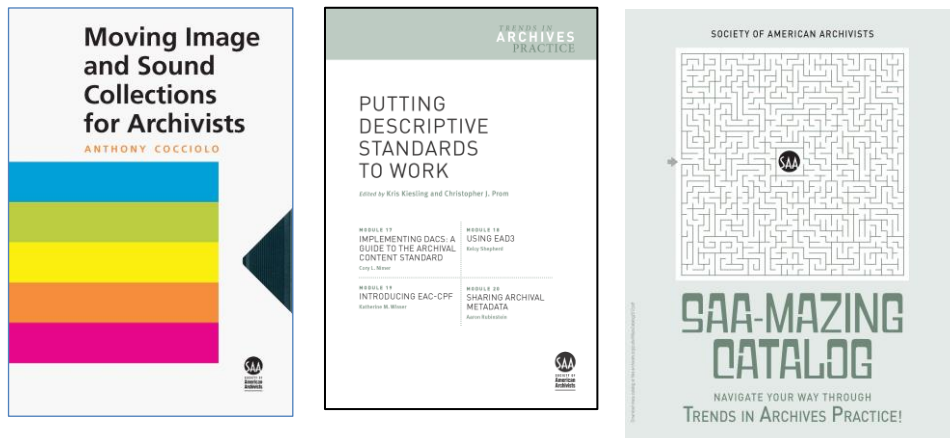 Moving Image
and Sound
Collections
for Archivists
ANTHONY COCCIOLO
SAA
SOCIETY OF
American
Archivists
TRENDS IN
ARCHIVES
PRACTICE
PUTTING
DESCRIPTIVE
STANDARDS
TO WORK
Edited by Kris Kiesling and Christopher J. Prom
MODULE 17
IMPLEMENTING DACS: A
GUIDE TO THE ARCHIVAL
CONTENT STANDARD
Cory L. Nimer
MODULE 18
USING EAD3
Kelcy Shepherd
MODULE 19
INTRODUCING EAC-CPF
Katherine M. Wisser
MODULE 20
SHARING ARCHIVAL
METADATA
Aaron Rubinstein
SAA
SOCIETY OF
American
Archivists
SOCIETY OF AMERICAN ARCHIVISTS
SAA
SAA-MAZING
CATALOG
NAVIGATE YOUR WAY THROUGH
TRENDS IN ARCHIVES PRACTICE!